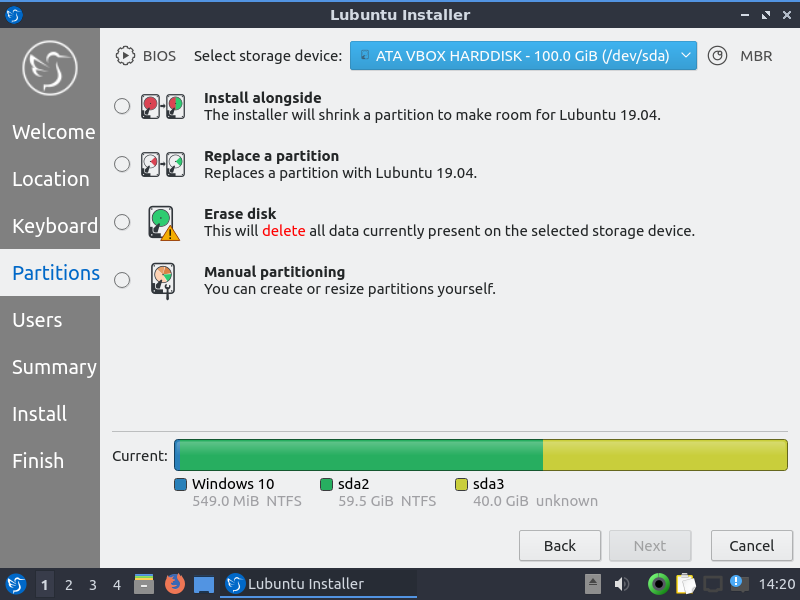 Lubuntu Installer
BIOS Select storage device: ATA VBOX HARDDISK - 100.0 GiB (/dev/sda) MBR
Welcome
Location
Keyboard
Partitions
Users
Summary
Install
Finish
Install alongside
The installer will shrink a partition to make room for Lubuntu 19.04.
Replace a partition
Replaces a partition with Lubuntu 19.04.
Erase disk
This will delete all data currently present on the selected storage device.
Manual partitioning
You can create or resize partitions yourself.
Current:
Windows 10 sda2 sda3
549.0 MiB NTFS 59.5 GiB NTFS 40.0 GiB unknown
Back Next Cancel
1 2 3 4 Lubuntu Installer 14:20